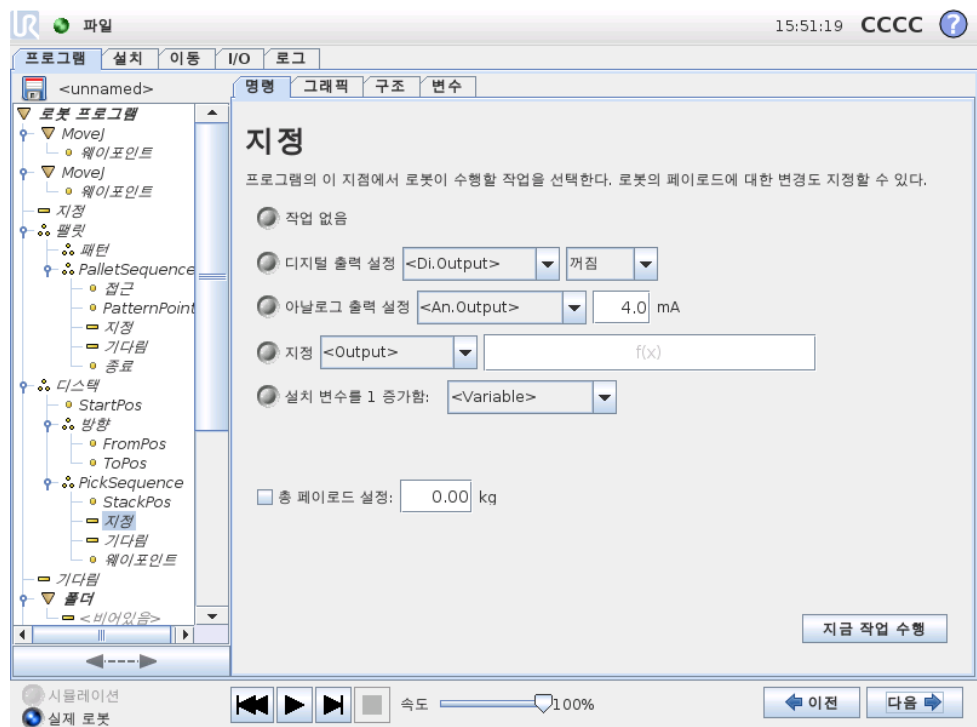 UR 파일 15:51:19 CCCC ?
프로그램 설치 이동 I/O 로그
<unnamed>
명령 그래픽 구조 변수
로봇 프로그램
MoveJ
웨이포인트
MoveJ
웨이포인트
지정
팰릿
패턴
PalletSequence
접근
PatternPoint
지정
기다림
종료
디스택
StartPos
방향
FromPos
ToPos
PickSequence
StackPos
지정
기다림
웨이포인트
기다림
폴더
<비어있음>
지정
프로그램의 이 지점에서 로봇이 수행할 작업을 선택한다. 로봇의 페이로드에 대한 변경도 지정할 수 있다.
작업 없음
디지털 출력 설정 <Di.Output> 꺼짐
아날로그 출력 설정 <An.Output> 4.0 mA
지정 <Output> f(x)
설치 변수를 1 증가함: <Variable>
총 페이로드 설정: 0.00 kg
지금 작업 수행
시뮬레이션
실제 로봇
속도 100%
이전 다음